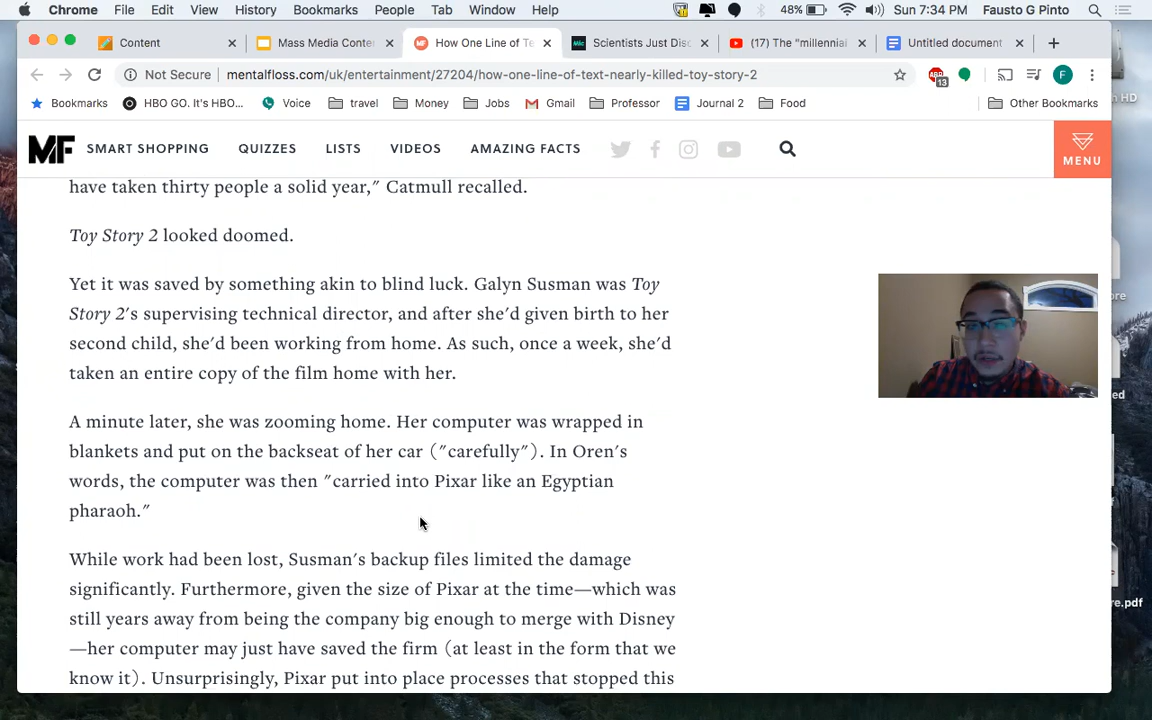 Chrome File Edit View History Bookmarks People Tab Window Help 48% Sun 7:34 PM Fausto G Pinto
Content Mass Media Conte How One Line of Te Scientists Just Dis (17) The "millennial Untitled document
Not Secure mentalfloss.com/uk/entertainment/27204/how-one-line-of-text-nearly-killed-toy-story-2 13 F
Bookmarks HBO GO. It's HBO... Voice travel Money Jobs Gmail Professor Journal 2 Food Other Bookmarks
MF SMART SHOPPING QUIZZES LISTS VIDEOS AMAZING FACTS MENU
have taken thirty people a solid year," Catmull recalled.
Toy Story 2 looked doomed.
Yet it was saved by something akin to blind luck. Galyn Susman was Toy
Story 2's supervising technical director, and after she'd given birth to her
second child, she'd been working from home. As such, once a week, she'd
taken an entire copy of the film home with her.
A minute later, she was zooming home. Her computer was wrapped in
blankets and put on the backseat of her car ("carefully"). In Oren's
words, the computer was then "carried into Pixar like an Egyptian
pharaoh."
While work had been lost, Susman's backup files limited the damage
significantly. Furthermore, given the size of Pixar at the time—which was
still years away from being the company big enough to merge with Disney
—her computer may just have saved the firm (at least in the form that we
know it). Unsurprisingly, Pixar put into place processes that stopped this